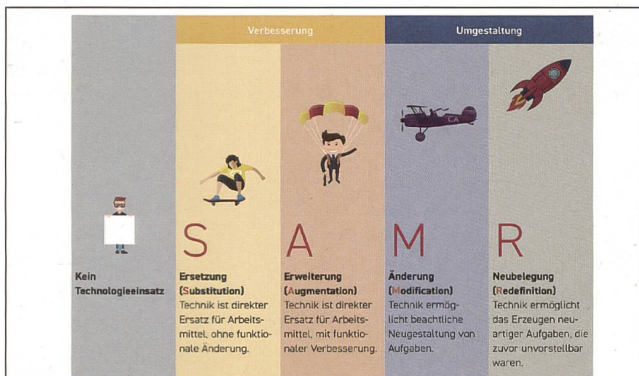 Verbesserung
Umgestaltung
CA
S
A
M
R
Kein
Technologieeinsatz
Ersetzung
(Substitution)
Technik ist direkter
Ersatz für Arbeits-
mittel, ohne funktio-
nale Änderung.
Erweiterung
(Augmentation)
Technik ist direkter
Ersatz für Arbeits-
mittel, mit funktio-
naler Verbesserung.
Änderung
(Modification)
Technik ermög-
licht beachtliche
Neugestaltung von
Aufgaben.
Neubelegung
(Redefinition)
Technik ermöglicht
das Erzeugen neu-
artiger Aufgaben, die
zuvor unvorstellbar
waren.